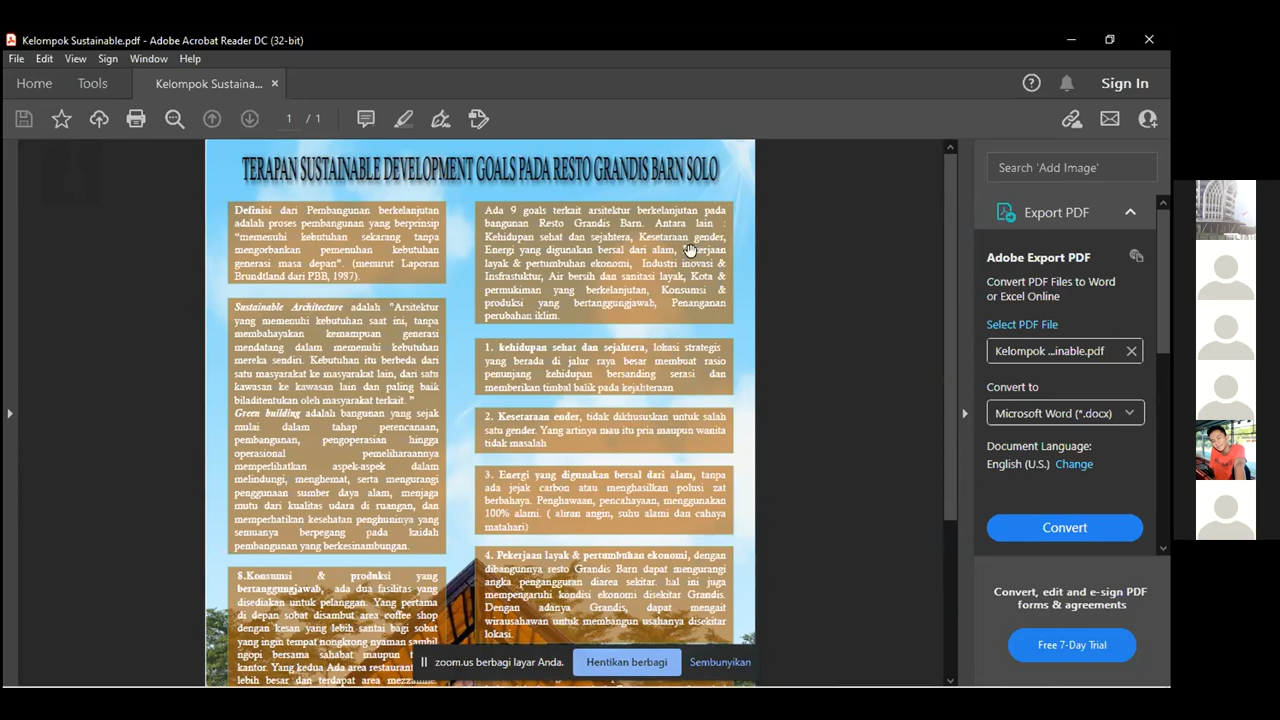 Kelompok Sustainable.pdf - Adobe Acrobat Reader DC (32-bit)
File Edit View Sign Window Help
Home Tools Kelompok Sustaina... ×
Sign In
1 / 1
TERAPAN SUSTAINABLE DEVELOPMENT GOALS PADA RESTO GRANDIS BARN SOLO
Definisi dari Pembangunan berkelanjutan
adalah proses pembangunan yang berprinsip
"memenuhi kebutuhan sekarang tanpa
mengorbankan pemenuhan kebutuhan
generasi masa depan". (menurut Laporan
Brundtland dari PBB, 1987).
Sustainable Architecture adalah "Arsitektur
yang memenuhi kebutuhan saat ini, tanpa
membahayakan kemampuan generasi
mendatang dalam memenuhi kebutuhan
mereka sendiri. Kebutuhan itu berbeda dari
satu masyarakat ke masyarakat lain, dari satu
kawasan ke kawasan lain dan paling baik
biladitentukan oleh masyarakat terkait. "
Green building adalah bangunan yang sejak
mulai dalam tahap perencanaan,
pembangunan, pengoperasian hingga
operasional pemeliharaannya
memperlihatkan aspek-aspek dalam
melindungi, menghemat, serta mengurangi
penggunaan sumber daya alam, menjaga
mutu dari kualitas udara di ruangan, dan
memperhatikan kesehatan penghuninya yang
semuanya berpegang pada kaidah
pembangunan yang berkesinambungan.
8.Konsumsi & produksi yang
bertanggungjawab, ada dua fasilitas yang
disediakan untuk pelanggan. Yang pertama
di depan sobat disambut area coffee shop
dengan kesan yang lebih santai bagi sobat
yang ingin tempat nongkrong nyaman sambil
ngopi bersama sahabat maupun
kantor. Yang kedua Ada area restaurant
lebih besar dan terdapat area mezzanine
Ada 9 goals terkait arsitektur berkelanjutan pada
bangunan Resto Grandis Barn. Antara lain :
Kehidupan sehat dan sejahtera, Kesetaraan gender,
Energi yang digunakan bersal dari alam, Pekerjaan
layak & pertumbuhan ekonomi, Industri inovasi &
Insfrastuktur, Air bersih dan sanitasi layak, Kota &
permukiman yang berkelanjutan, Konsumsi &
produksi yang bertanggungjawab, Penanganan
perubahan iklim.
1. kehidupan sehat dan sejahtera, lokasi strategis
yang berada di jalur raya besar membuat rasio
penunjang kehidupan bersanding serasi dan
memberikan timbal balik pada kejahteraan
2. Kesetaraan ender, tidak dikhususkan untuk salah
satu gender. Yang artinya mau itu pria maupun wanita
tidak masalah
3. Energi yang digunakan bersal dari alam, tanpa
ada jejak carbon atau menghasilkan polusi zat
berbahaya. Penghawaan, pencahayaan, menggunakan
100% alami. ( aliran angin, suhu alami dan cahaya
matahari)
4. Pekerjaan layak & pertumbuhan ekonomi, dengan
dibangunnya resto Grandis Barn dapat mengurangi
angka pengangguran diarea sekitar. hal ini juga
mempengaruhi kondisi ekonomi disekitar Grandis.
Dengan adanya Grandis, dapat mengait
wirausahawan untuk membangun usahanya disekitar
lokasi.
zoom.us berbagi layar Anda. Hentikan berbagi Sembunyikan
Search 'Add Image'
Export PDF
Adobe Export PDF
Convert PDF Files to Word
or Excel Online
Select PDF File
Kelompok ...inable.pdf
Convert to
Microsoft Word (*.docx)
Document Language:
English (U.S.) Change
Convert
Convert, edit and e-sign PDF
forms & agreements
Free 7-Day Trial